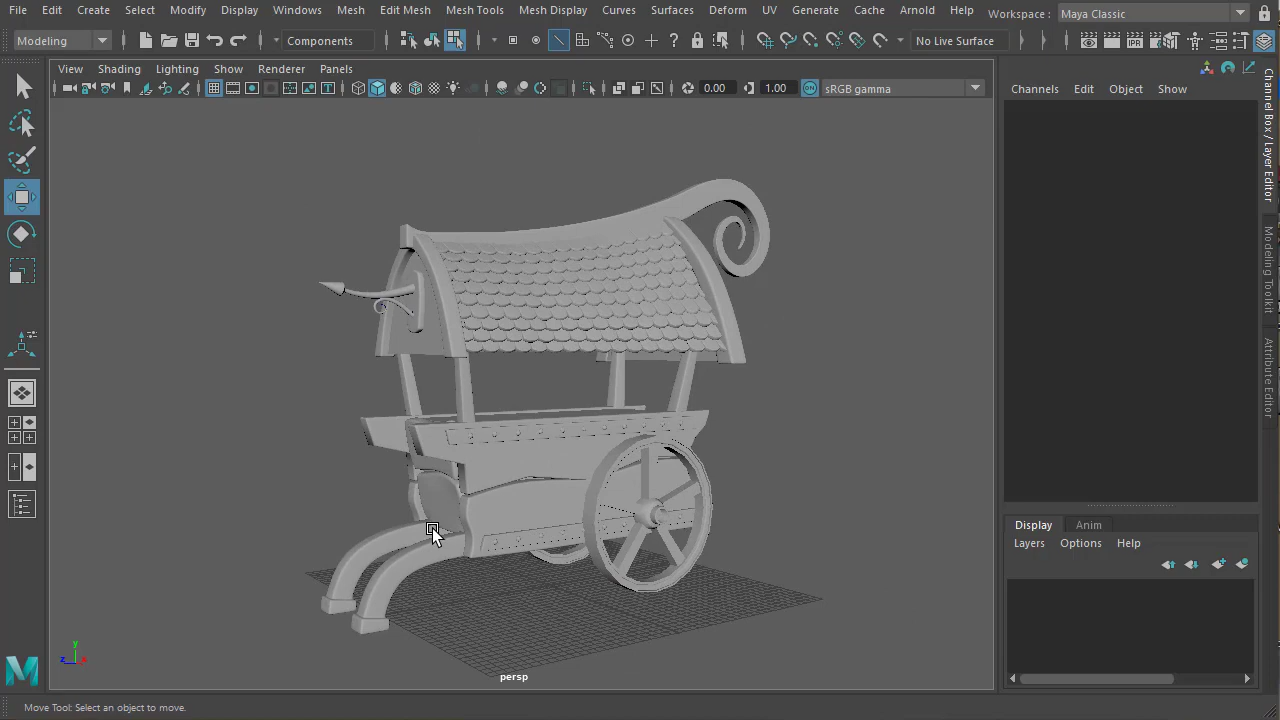 File Edit Create Select Modify Display Windows Mesh Edit Mesh Mesh Tools Mesh Display Curves Surfaces Deform UV Generate Cache Arnold Help Workspace : Maya Classic
Modeling Components No Live Surface
View Shading Lighting Show Renderer Panels
0.00 1.00 ON sRGB gamma
Channels Edit Object Show
Channel Box / Layer Editor
Modeling Toolkit
Attribute Editor
IPR
Display Anim
Layers Options Help
y
z x
persp
M
Move Tool: Select an object to move.